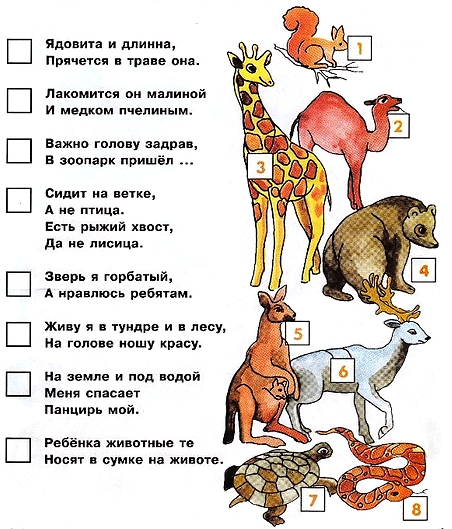 Ядовита и длинна,
Прячется в траве она.
Лакомится он малиной
И медком пчелиным.
Важно голову задрав,
В зоопарк пришёл ...
Сидит на ветке,
А не птица.
Есть рыжий хвост,
Да не лисица.
Зверь я горбатый,
А нравлюсь ребятам.
Живу я в тундре и в лесу,
На голове ношу красу.
На земле и под водой
Меня спасает
Панцирь мой.
Ребёнка животные те
Носят в сумке на животе.
1
2
3
4
5
6
7
8